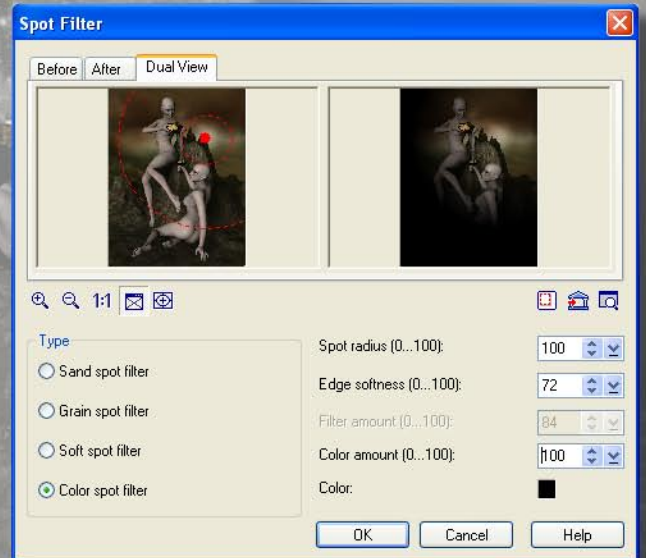 Spot Filter
Before After Dual View
1:1
Type
Sand spot filter
Grain spot filter
Soft spot filter
Color spot filter
Spot radius (0...100): 100
Edge softness (0...100): 72
Filter amount (0...100): 84
Color amount (0...100): 100
Color:
OK Cancel Help